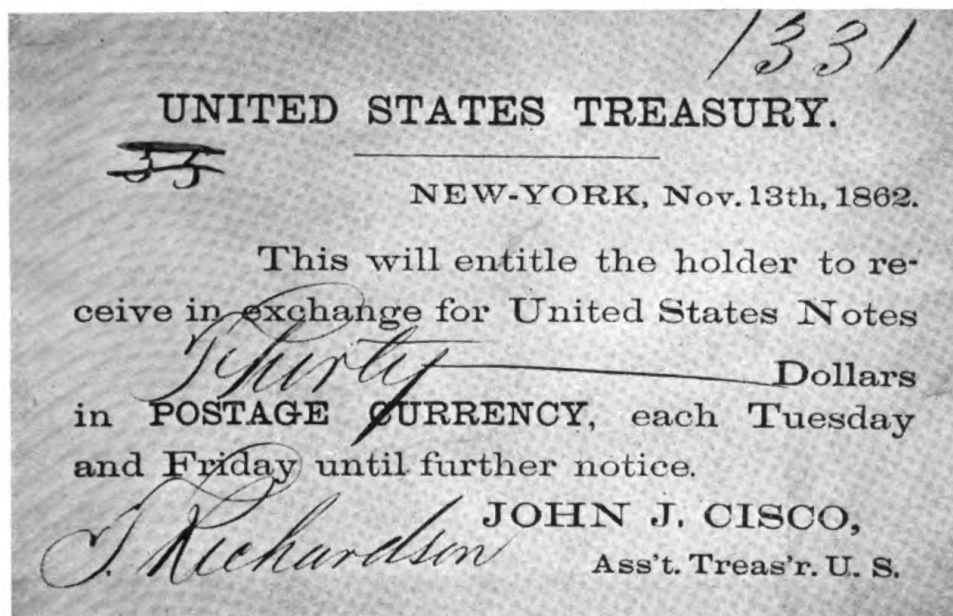 1331
UNITED STATES TREASURY.
NEW-YORK, Nov. 13th, 1862.
This will entitle the holder to re-
ceive in exchange for United States Notes
Thirty Dollars
in POSTAGE CURRENCY, each Tuesday
and Friday until further notice.
JOHN J. CISCO,
T. Richardson
Ass't. Treas'r. U. S.